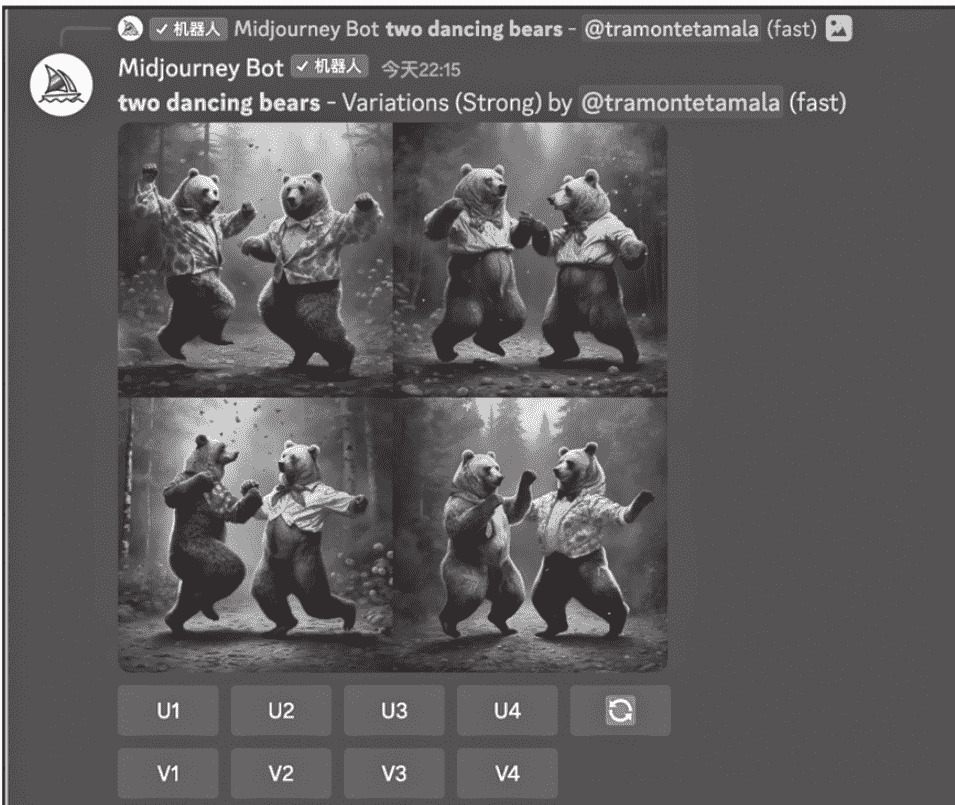 ✓ 机器人 Midjourney Bot two dancing bears - @tramontetamala (fast)
Midjourney Bot ✓ 机器人 今天22:15
two dancing bears - Variations (Strong) by @tramontetamala (fast)
U1 U2 U3 U4
V1 V2 V3 V4